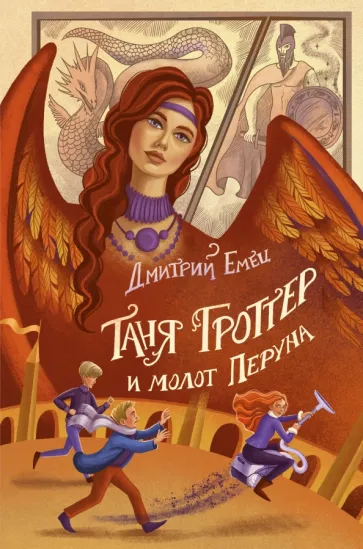 Дмитрий Емец
Таня Гроттер
и молот Перуна